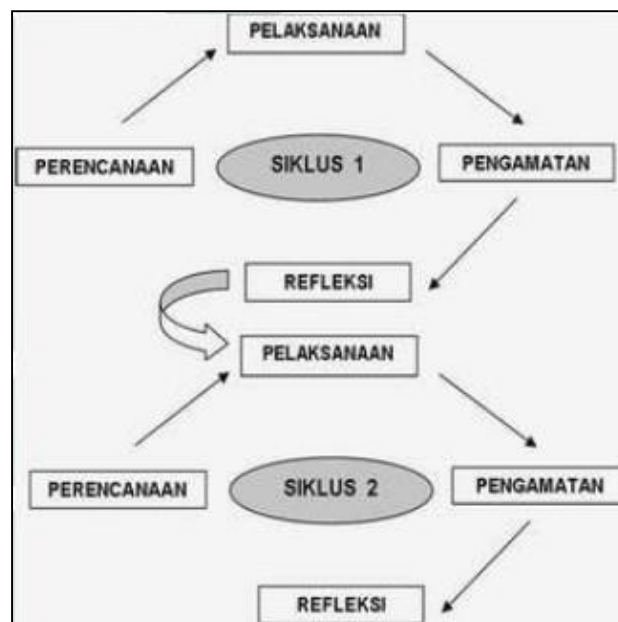 PELAKSANAAN
PERENCANAAN
SIKLUS 1
PENGAMATAN
REFLEKSI
PELAKSANAAN
PERENCANAAN
SIKLUS 2
PENGAMATAN
REFLEKSI